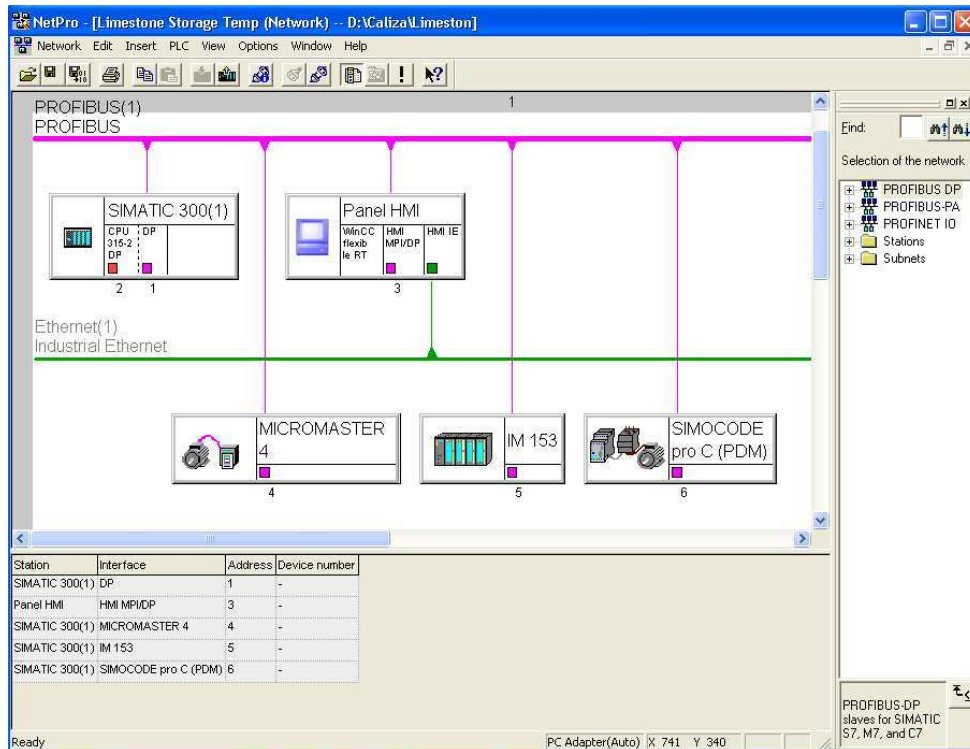 NetPro - [Limestone Storage Temp (Network) -- D:\Caliza\Limeston]
Network Edit Insert PLC View Options Window Help
PROFIBUS(1)
PROFIBUS
1
SIMATIC 300(1)
CPU 315-2 DP
DP
2 1
Panel HMI
WinCC flexib le RT
HMI MPI/DP
HMI IE
3
Ethernet(1)
Industrial Ethernet
MICROMASTER
4
4
IM 153
5
SIMOCODE
pro C (PDM)
6
Find:
Selection of the network
PROFIBUS DP
PROFIBUS-PA
PROFINET IO
Stations
Subnets
Station Interface Address Device number
SIMATIC 300(1) DP 1 -
Panel HMI HMI MPI/DP 3 -
SIMATIC 300(1) MICROMASTER 4 4 -
SIMATIC 300(1) IM 153 5 -
SIMATIC 300(1) SIMOCODE pro C (PDM) 6 -
PROFIBUS-DP
slaves for SIMATIC
S7, M7, and C7
Ready
PC Adapter(Auto) X 741 Y 340